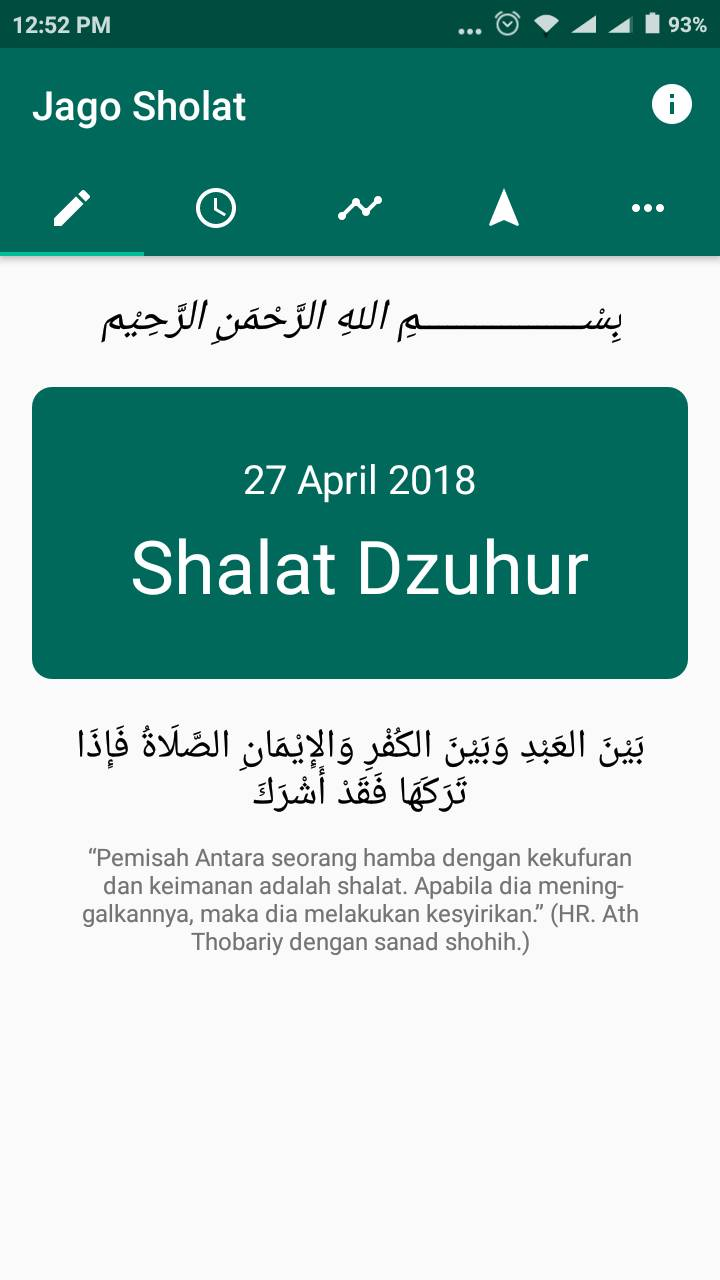 12:52 PM
93%
Jago Sholat
بِسْــــــــــــــمِ اللهِ الرَّحْمَنِ الرَّحِيْم
27 April 2018
Shalat Dzuhur
بَيْنَ العَبْدِ وَبَيْنَ الكُفْرِ وَالإِيْمَانِ الصَّلَاةُ فَإِذَا
تَرَكَهَا فَقَدْ أَشْرَكَ
“Pemisah Antara seorang hamba dengan kekufuran
dan keimanan adalah shalat. Apabila dia mening-
galkannya, maka dia melakukan kesyirikan.” (HR. Ath
Thobariy dengan sanad shohih.)